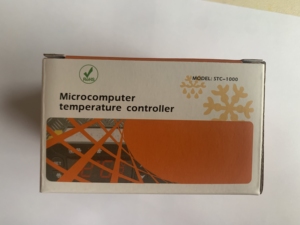 MODEL: STC-1000
Microcomputer
temperature controller